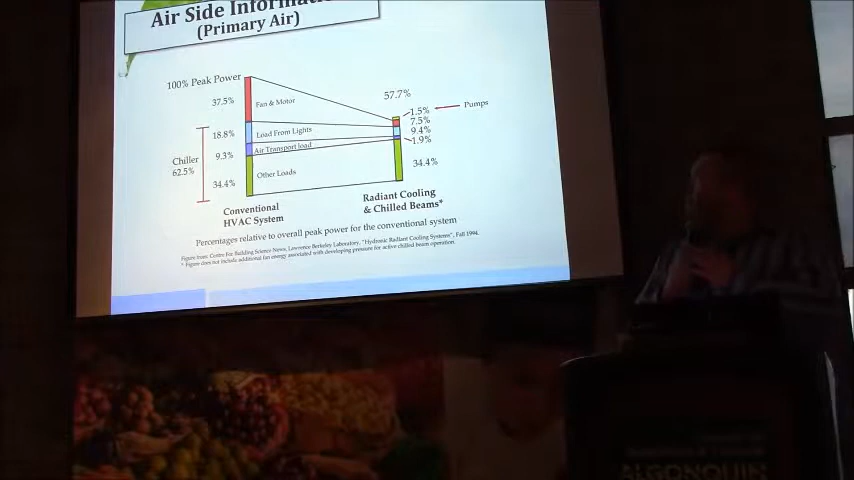 Air Side
(Primary Air)
100% Peak Power
57.7%
37.5%
Fan & Motor
1.5%
Pumps
7.5%
18.8%
Load From Lights
9.4%
Chiller
62.5%
9.3%
Air Transport load
1.9%
34.4%
Other Loads
34.4%
Conventional
HVAC System
Radiant Cooling
& Chilled Beams*
Percentages relative to overall peak power for the conventional system
Figure from: Centre For Building Science News, Lawrence Berkeley Laboratory, "Hydronic Radiant Cooling Systems", Fall 1994.
* Figure does not include additional fan energy associated with developing pressure for active chilled beam operation.
ALGONQUIN